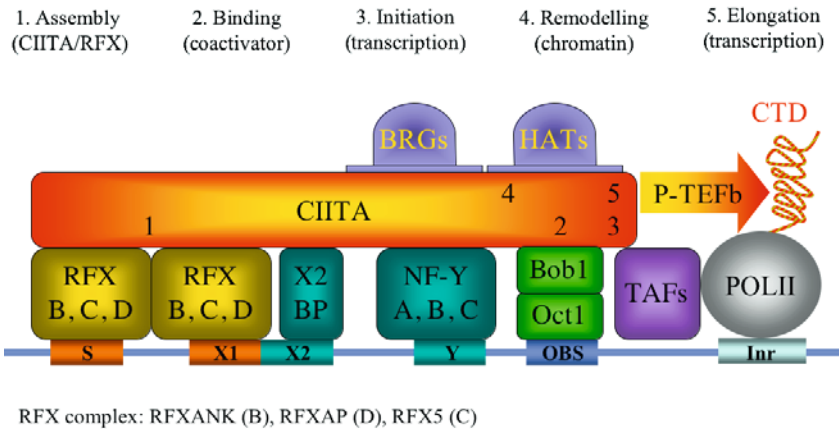 1. Assembly
(CIITA/RFX)
2. Binding
(coactivator)
3. Initiation
(transcription)
4. Remodelling
(chromatin)
5. Elongation
(transcription)
CTD
BRGs
HATs
P-TEFb
CIITA
1
4
2
5
3
RFX
B, C, D
RFX
B, C, D
X2
BP
NF-Y
A, B, C
Bob1
Oct1
TAFs
POLII
S
X1
X2
Y
OBS
Inr
RFX complex: RFXANK (B), RFXAP (D), RFX5 (C)